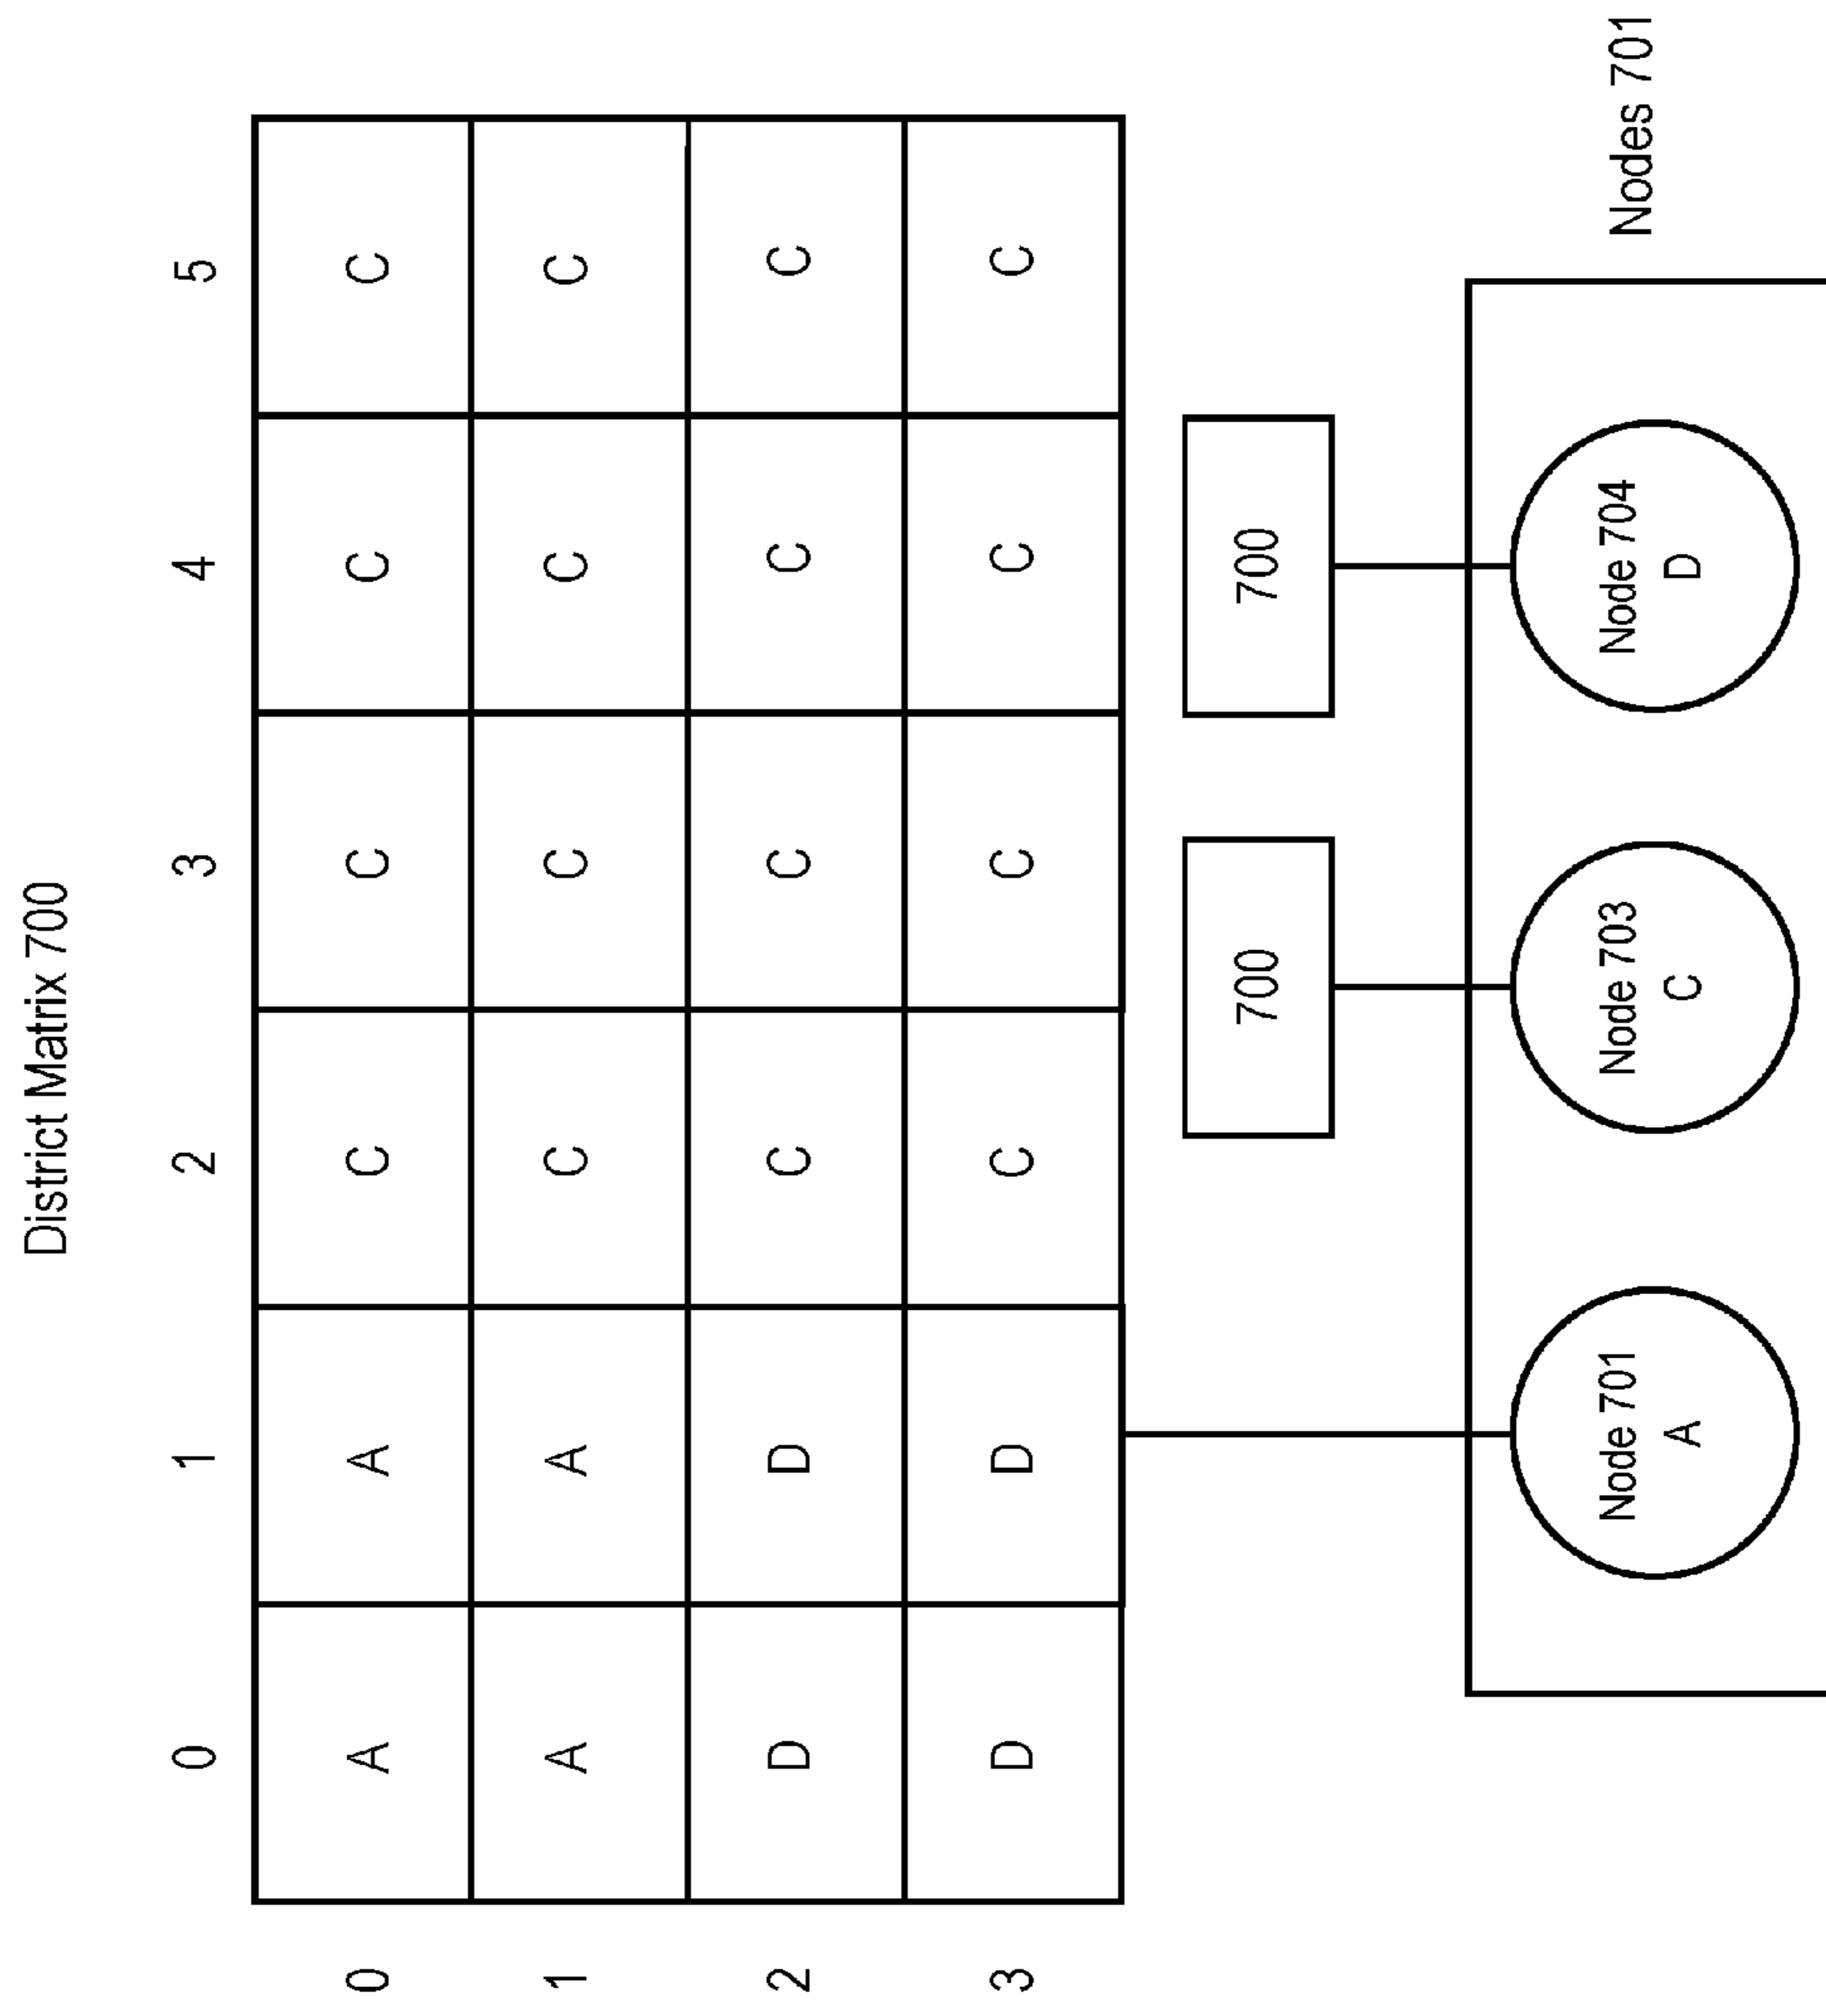 District Matrix 700
0 1 2 3 4 5
0 A A C C C C
1 A A C C C C
2 D D C C C C
3 D D C C C C
700 700
Nodes 701
Node 701 Node 703 Node 704
A C D